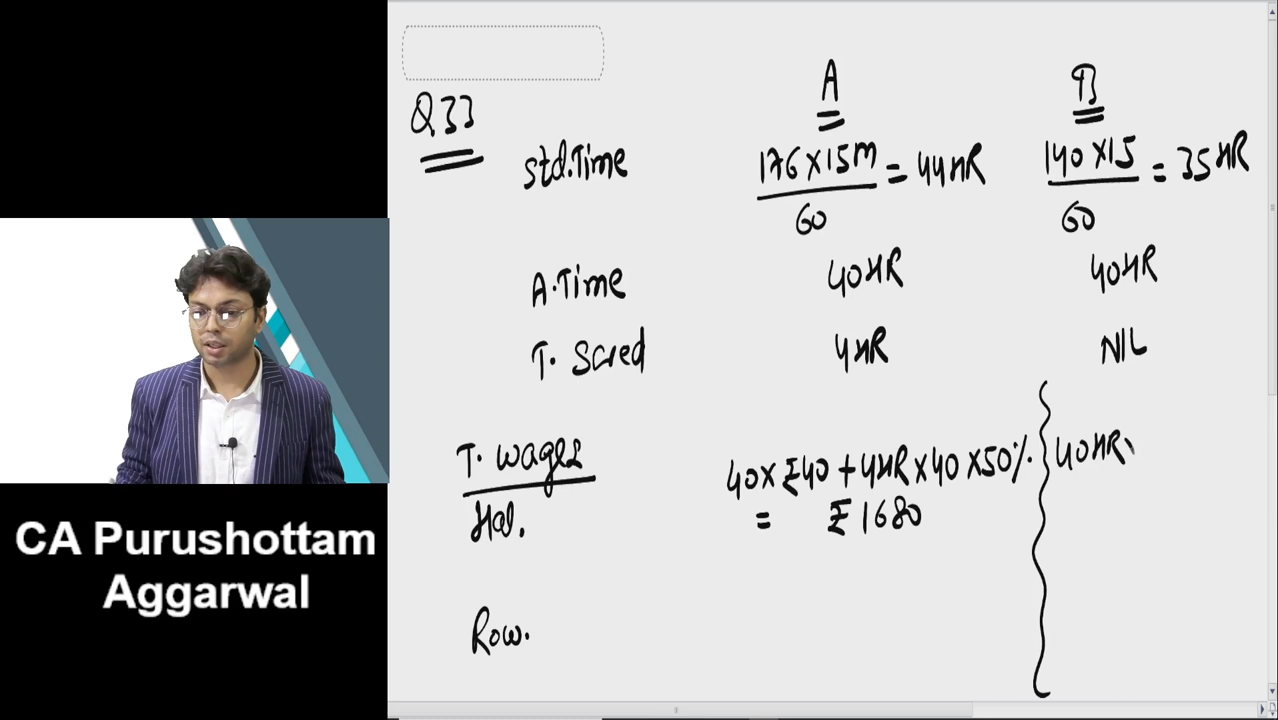 A B
Q33
Std.Time 176×15m/60 = 44HR 140×15/60 = 35HR
A.Time 40HR 40HR
T. Saved 4HR NIL
T. wages 40×₹40 + 4HR×40×50% 40HR
Hal. = ₹1680
Row.
CA Purushottam
Aggarwal